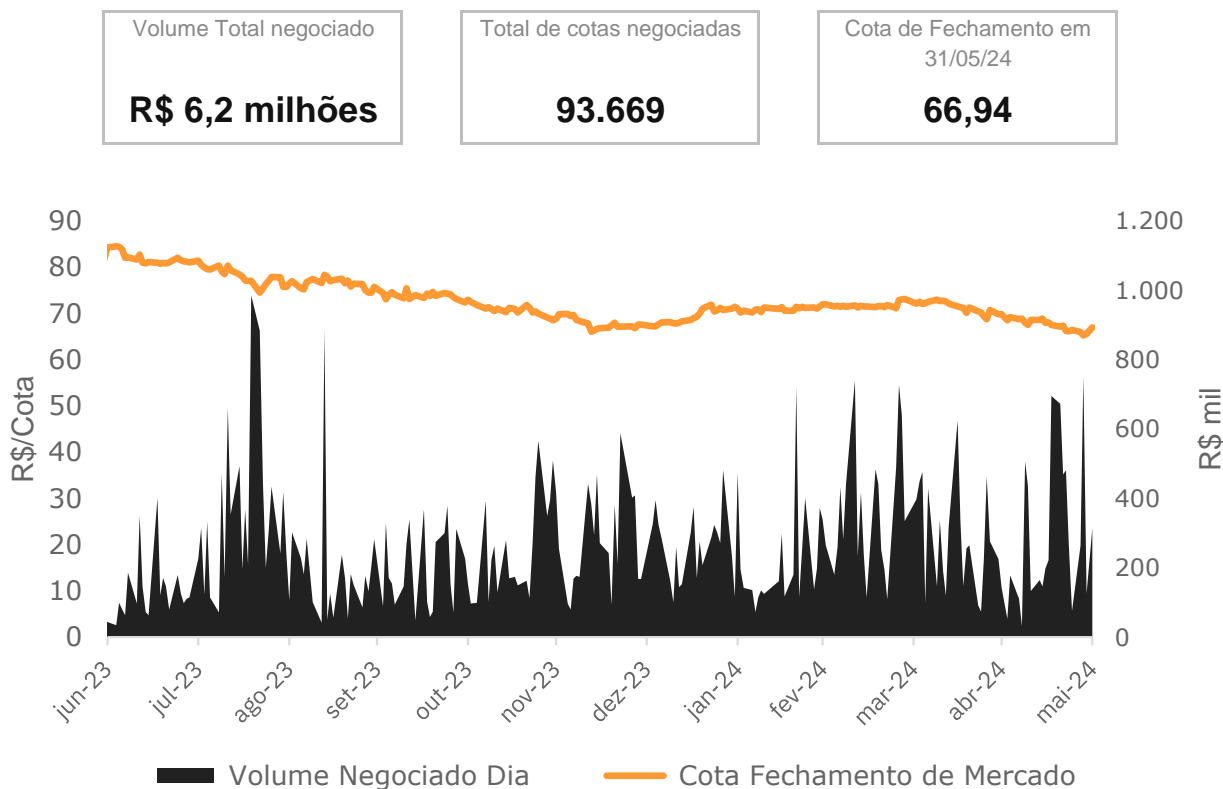 Volume Total negociado
R$ 6,2 milhões
Total de cotas negociadas
93.669
Cota de Fechamento em
31/05/24
66,94
90
80
70
60
50
40
30
20
10
0
R$/Cota
1.200
1.000
800
600
400
200
0
R$ mil
jun-23
jul-23
ago-23
set-23
out-23
nov-23
dez-23
jan-24
fev-24
mar-24
abr-24
mai-24
Volume Negociado Dia
Cota Fechamento de Mercado